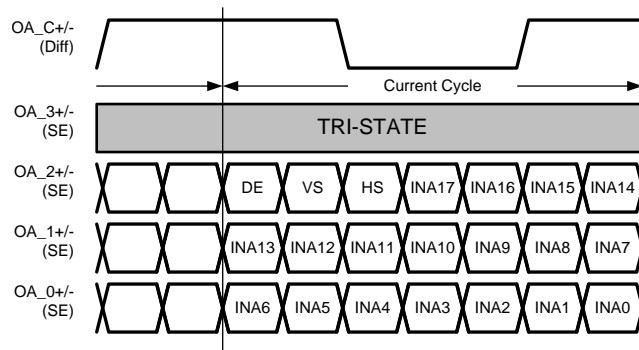 OA_C+/-
(Diff)
Current Cycle
OA_3+/-
(SE)
TRI-STATE
OA_2+/-
(SE)
DE VS HS INA17 INA16 INA15 INA14
OA_1+/-
(SE)
INA13 INA12 INA11 INA10 INA9 INA8 INA7
OA_0+/-
(SE)
INA6 INA5 INA4 INA3 INA2 INA1 INA0